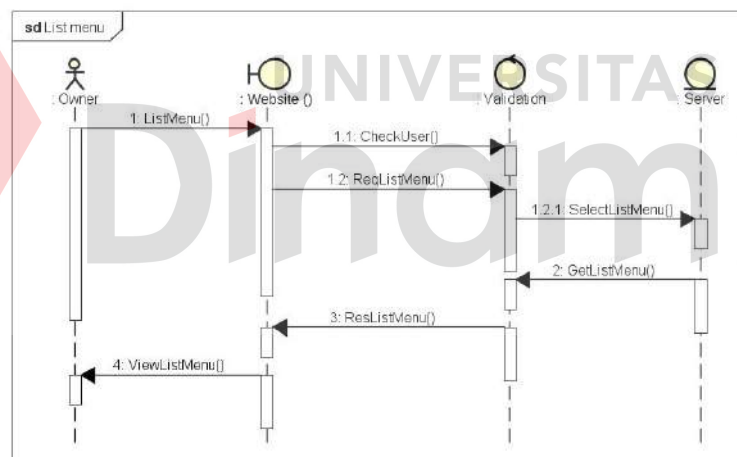 sd List menu
UNIVERSITAS
Dinam
: Owner
: Website ()
: Validation
: Server
1: ListMenu()
1.1: CheckUser()
1.2: ReqListMenu()
1.2.1: SelectListMenu()
2: GetListMenu()
3: ResListMenu()
4: ViewListMenu()